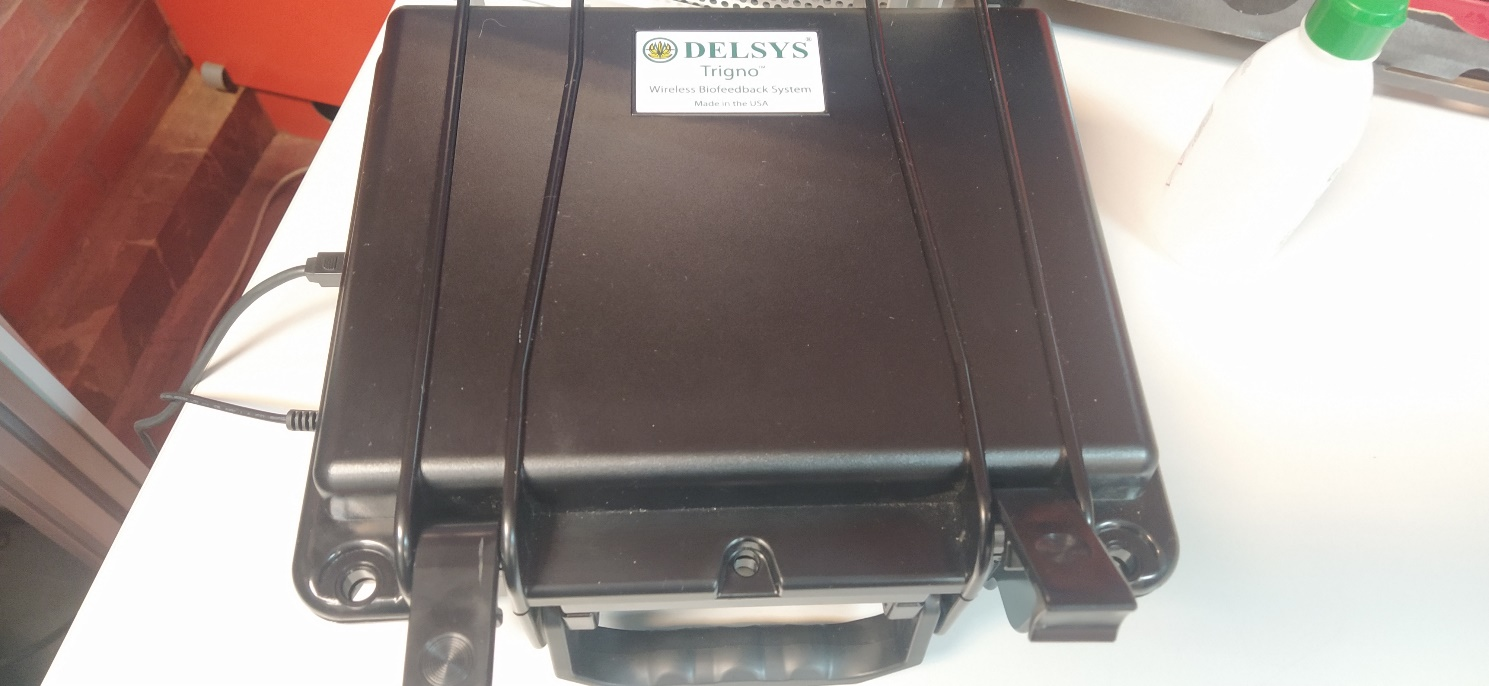 DELSYS®
Trigno™
Wireless Biofeedback System
Made in the USA